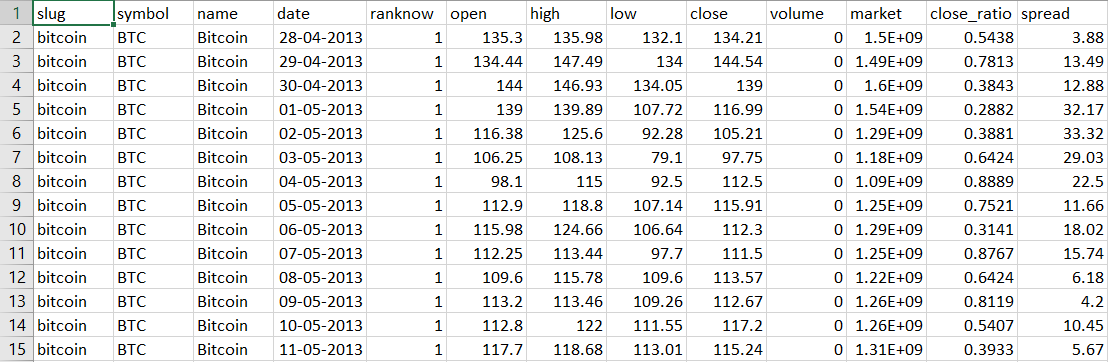 1 slug symbol name date ranknow open high low close volume market close_ratio spread
2 bitcoin BTC Bitcoin 28-04-2013 1 135.3 135.98 132.1 134.21 0 1.5E+09 0.5438 3.88
3 bitcoin BTC Bitcoin 29-04-2013 1 134.44 147.49 134 144.54 0 1.49E+09 0.7813 13.49
4 bitcoin BTC Bitcoin 30-04-2013 1 144 146.93 134.05 139 0 1.6E+09 0.3843 12.88
5 bitcoin BTC Bitcoin 01-05-2013 1 139 139.89 107.72 116.99 0 1.54E+09 0.2882 32.17
6 bitcoin BTC Bitcoin 02-05-2013 1 116.38 125.6 92.28 105.21 0 1.29E+09 0.3881 33.32
7 bitcoin BTC Bitcoin 03-05-2013 1 106.25 108.13 79.1 97.75 0 1.18E+09 0.6424 29.03
8 bitcoin BTC Bitcoin 04-05-2013 1 98.1 115 92.5 112.5 0 1.09E+09 0.8889 22.5
9 bitcoin BTC Bitcoin 05-05-2013 1 112.9 118.8 107.14 115.91 0 1.25E+09 0.7521 11.66
10 bitcoin BTC Bitcoin 06-05-2013 1 115.98 124.66 106.64 112.3 0 1.29E+09 0.3141 18.02
11 bitcoin BTC Bitcoin 07-05-2013 1 112.25 113.44 97.7 111.5 0 1.25E+09 0.8767 15.74
12 bitcoin BTC Bitcoin 08-05-2013 1 109.6 115.78 109.6 113.57 0 1.22E+09 0.6424 6.18
13 bitcoin BTC Bitcoin 09-05-2013 1 113.2 113.46 109.26 112.67 0 1.26E+09 0.8119 4.2
14 bitcoin BTC Bitcoin 10-05-2013 1 112.8 122 111.55 117.2 0 1.26E+09 0.5407 10.45
15 bitcoin BTC Bitcoin 11-05-2013 1 117.7 118.68 113.01 115.24 0 1.31E+09 0.3933 5.67